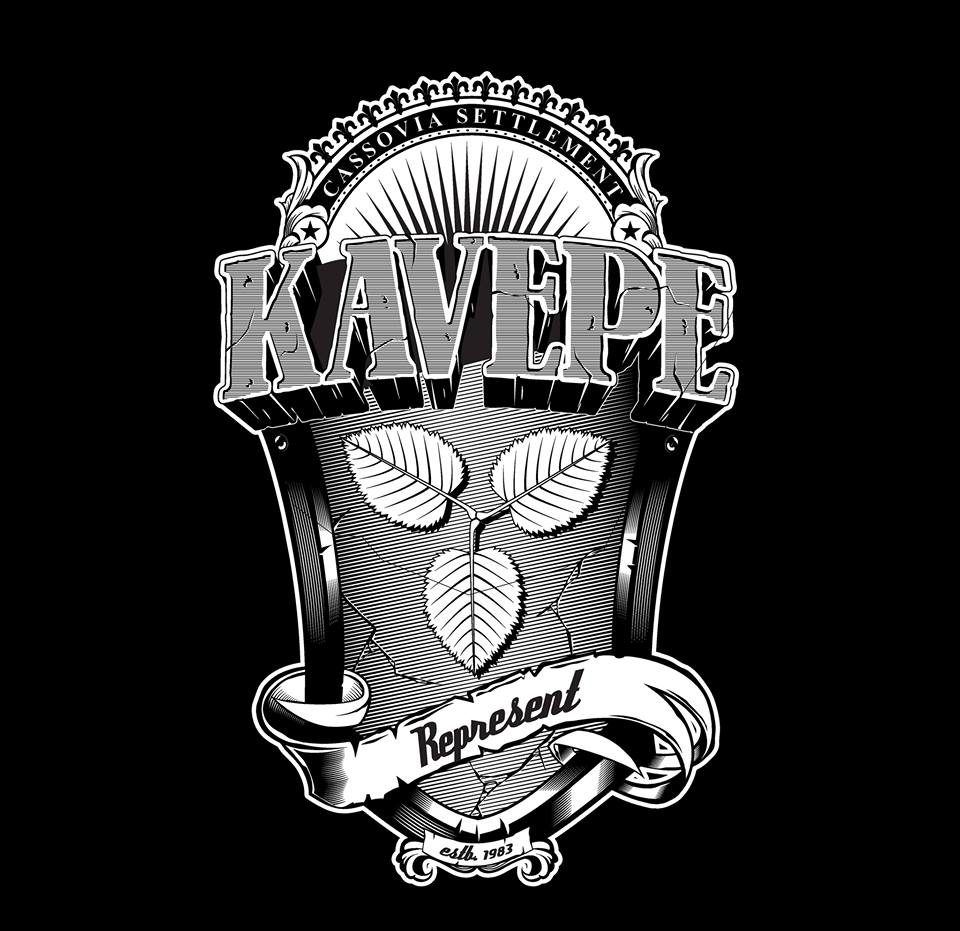 CASSOVIA SETTLEMENT
KAVEPE
Represent
estb. 1983